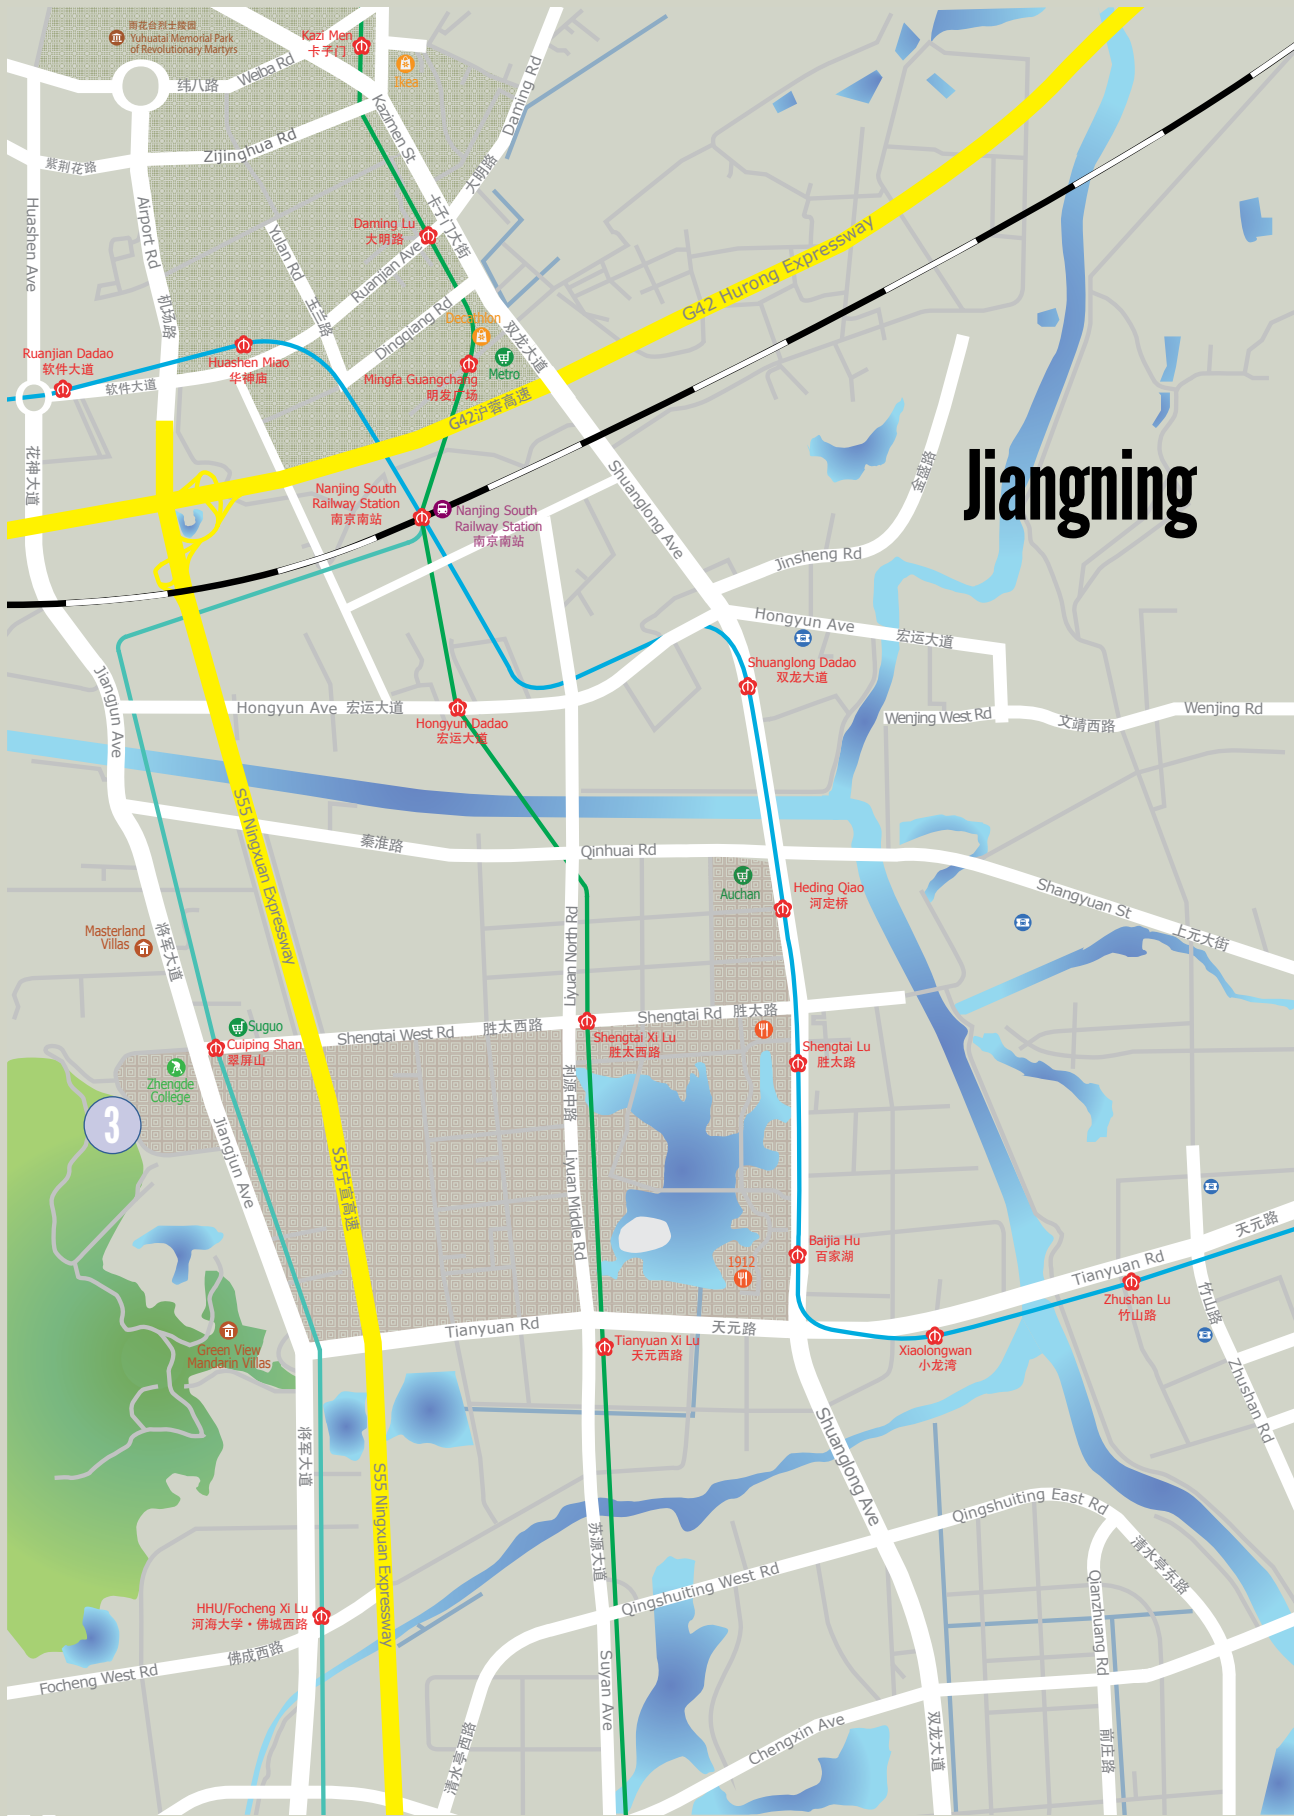 雨花台烈士陵园
Yuhuatai Memorial Park
of Revolutionary Martyrs
Kazi Men
卡子门
Ikea
纬八路
Weiba Rd
Kazimen St
Daming Rd
大明路
紫荆花路
Zijinghua Rd
Huashen Ave
Airport Rd
机场路
Daming Lu
大明路
卡子门大街
Yulan Rd
玉兰路
Ruanjian Ave
Dingqiang Rd
Decathlon
双龙大道
Metro
G42 Hurong Expressway
Ruanjian Dadao
软件大道
Huashen Miao
华神庙
软件大道
Mingfa Guangchang
明发广场
G42沪蓉高速
花神大道
Nanjing South
Railway Station
南京南站
Nanjing South
Railway Station
南京南站
Shuanglong Ave
金盛路
Jiangning
Jinsheng Rd
Hongyun Ave
宏运大道
Shuanglong Dadao
双龙大道
Jiangjun Ave
Hongyun Ave 宏运大道
Hongyun Dadao
宏运大道
Wenjing West Rd
文靖西路
Wenjing Rd
S55 Ningxuan Expressway
秦淮路
Qinhuai Rd
Auchan
Heding Qiao
河定桥
Shangyuan St
上元大街
Masterland
Villas
将军大道
Liyuan North Rd
Suguo
Cuiping Shan
翠屏山
Shengtai West Rd
胜太西路
Shengtai Rd
胜太路
Shengtai Xi Lu
胜太西路
Shengtai Lu
胜太路
Zhengde
College
3
利源中路
Jiangjun Ave
S55宁宣高速
Liyuan Middle Rd
Baijia Hu
百家湖
1912
天元路
Tianyuan Rd
Zhushan Lu
竹山路
竹山路
Green View
Mandarin Villas
Tianyuan Rd
天元路
Tianyuan Xi Lu
天元西路
Xiaolongwan
小龙湾
Zhushan Rd
将军大道
S55 Ningxuan Expressway
Shuanglong Ave
苏源大道
Qingshuiting East Rd
清水亭东路
Qingshuiting West Rd
Qianzhuang Rd
HHU/Focheng Xi Lu
河海大学・佛城西路
佛成西路
Focheng West Rd
Suyan Ave
清水亭西路
Chengxin Ave
双龙大道
前庄路